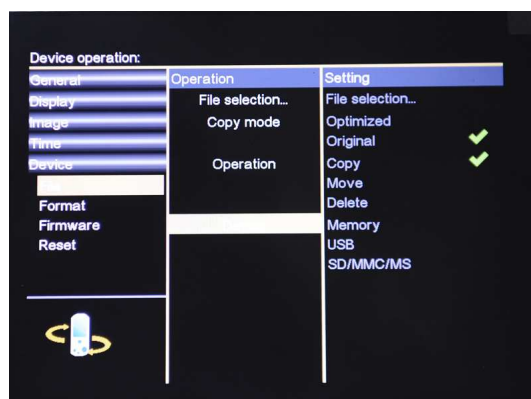 Device operation:
General
Display
Image
Time
Device
Format
Firmware
Reset
Operation
File selection...
Copy mode
Operation
Setting
File selection...
Optimized
Original
Copy
Move
Delete
Memory
USB
SD/MMC/MS